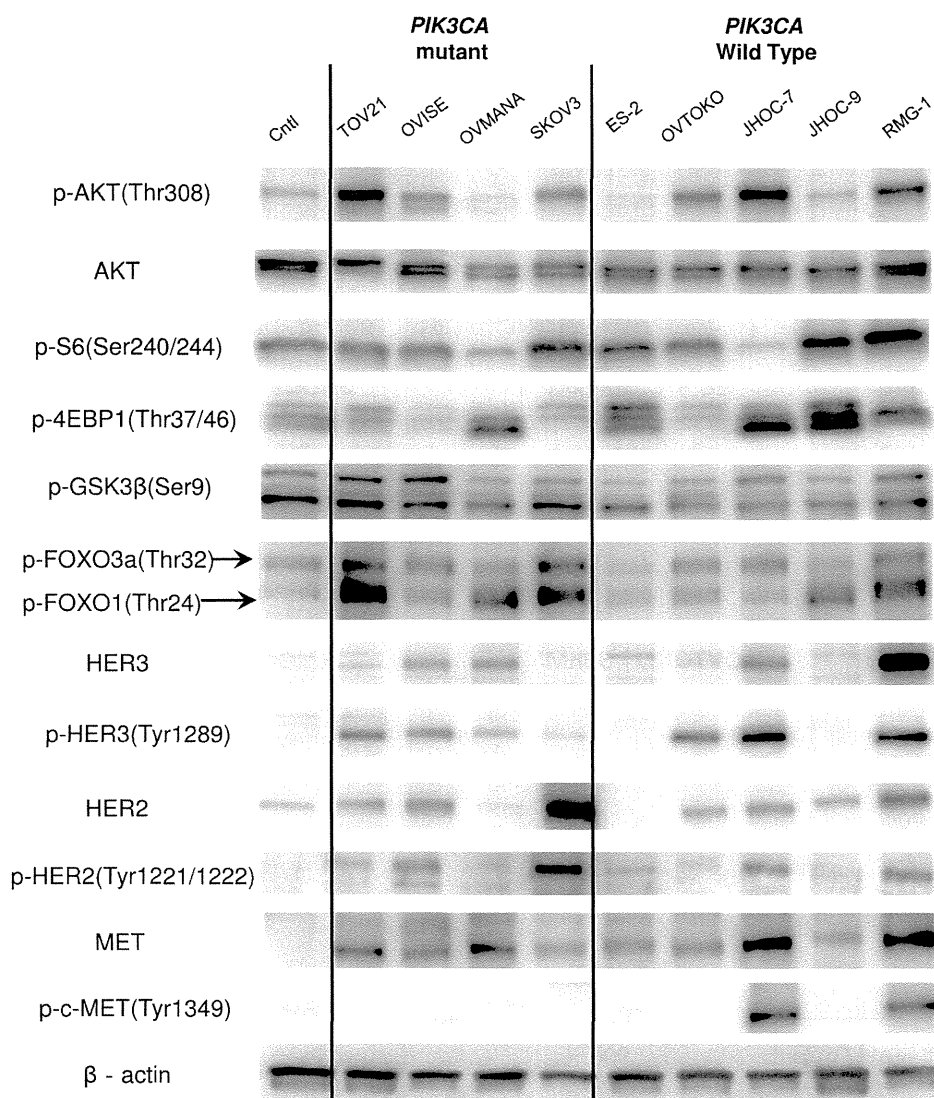 PIK3CA
mutant
PIK3CA
Wild Type
Cntl
TOV21
OVISE
OVMANA
SKOV3
ES-2
OVTOKO
JHOC-7
JHOC-9
RMG-1
p-AKT(Thr308)
AKT
p-S6(Ser240/244)
p-4EBP1(Thr37/46)
p-GSK3β(Ser9)
p-FOXO3a(Thr32)
p-FOXO1(Thr24)
HER3
p-HER3(Tyr1289)
HER2
p-HER2(Tyr1221/1222)
MET
p-c-MET(Tyr1349)
β - actin